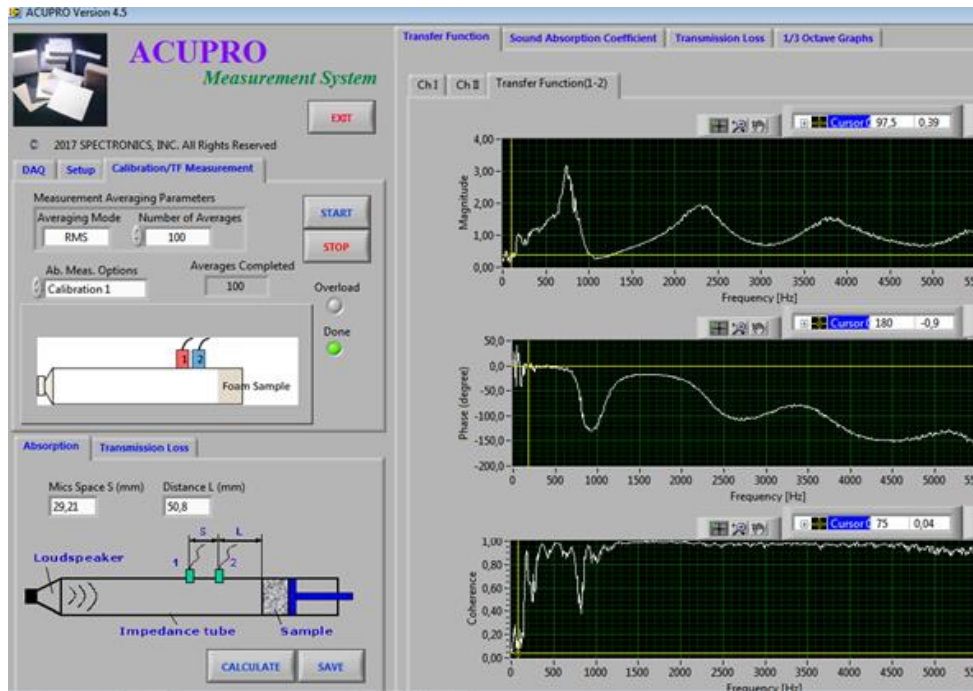 ACUPRO Version 4.5
ACUPRO
Measurement System
EXIT
© 2017 SPECTRONICS, INC. All Rights Reserved
DAQ Setup Calibration/TF Measurement
Measurement Averaging Parameters
Averaging Mode Number of Averages
RMS 100
START
STOP
Ab. Meas. Options Averages Completed
Calibration 1 100
Overload
Done
1 2
Foam Sample
Absorption Transmission Loss
Mics Space S (mm) Distance L (mm)
29,21 50,8
S L
Loudspeaker 1 2
Impedance tube Sample
CALCULATE SAVE
Transfer Function Sound Absorption Coefficient Transmission Loss 1/3 Octave Graphs
Ch I Ch II Transfer Function(1-2)
Cursor 97,5 0,39
4,00
3,00
2,00
1,00
0,00
Magnitude
0 500 1000 1500 2000 2500 3000 3500 4000 4500 5000
Frequency [Hz]
Cursor 180 -0,9
50,0
0,0
-50,0
-100,0
-150,0
-200,0
Phase (degree)
0 500 1000 1500 2000 2500 3000 3500 4000 4500 5000
Frequency [Hz]
Cursor 75 0,04
1,00
0,80
0,60
0,40
0,20
0,00
Coherence
0 500 1000 1500 2000 2500 3000 3500 4000 4500 5000
Frequency [Hz]